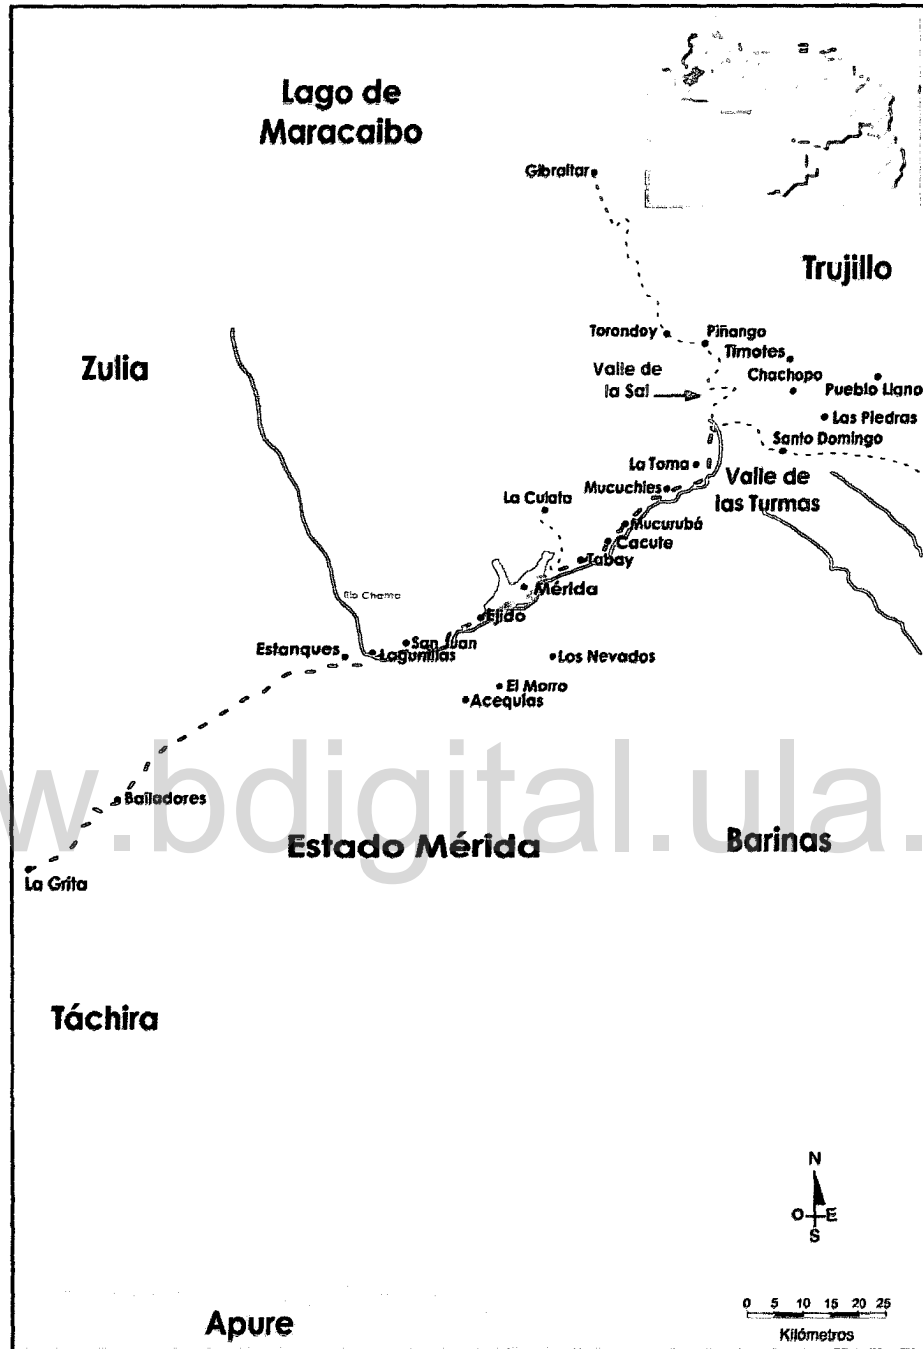 Lago de
Maracaibo
Gibraltar
Trujillo
Zulia
Torondoy
Piñango
Timotes
Valle de
la Sal
Chachopo
Pueblo Llano
Las Piedras
Santo Domingo
La Toma
Valle de
las Turmas
Mucuchies
La Culata
Mucurubá
Cacute
Tabay
Mérida
Río Chama
Ejido
San Juan
Estanques
Lagunillas
Los Nevados
El Morro
Acequias
w.bdigital.ula.
Bailadores
Estado Mérida
Barinas
La Grita
Táchira
N
O E
S
0 5 10 15 20 25
Kilómetros
Apure